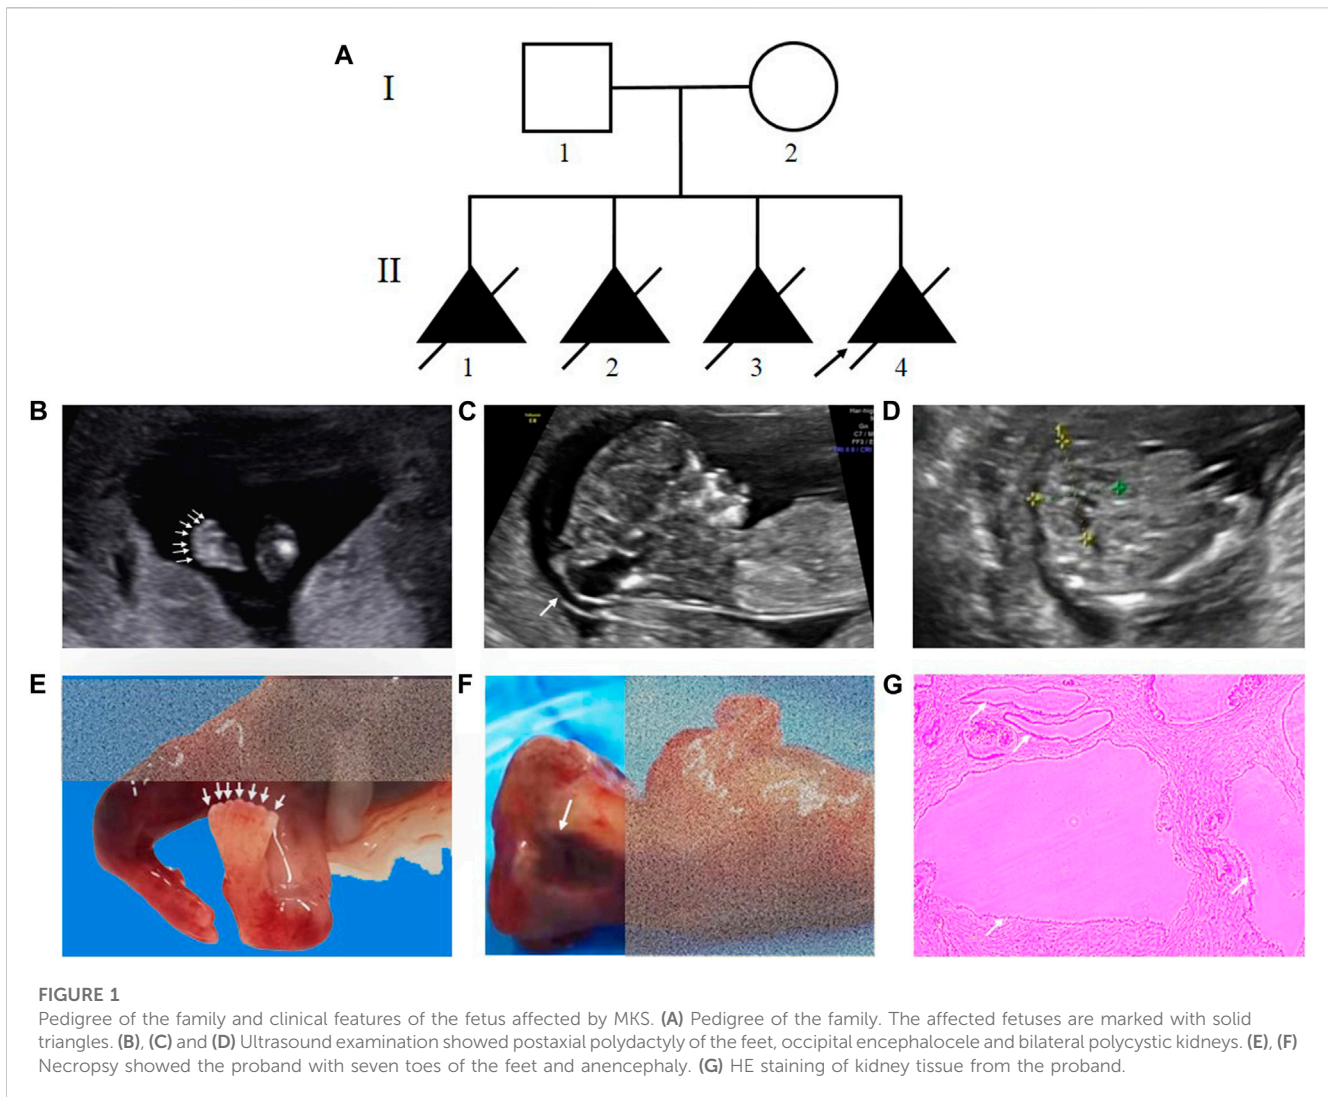 A
I
1
2
II
1
2
3
4
B
C
D
E
F
G
FIGURE 1
Pedigree of the family and clinical features of the fetus affected by MKS. (A) Pedigree of the family. The affected fetuses are marked with solid
triangles. (B), (C) and (D) Ultrasound examination showed postaxial polydactyly of the feet, occipital encephalocele and bilateral polycystic kidneys. (E), (F)
Necropsy showed the proband with seven toes of the feet and anencephaly. (G) HE staining of kidney tissue from the proband.